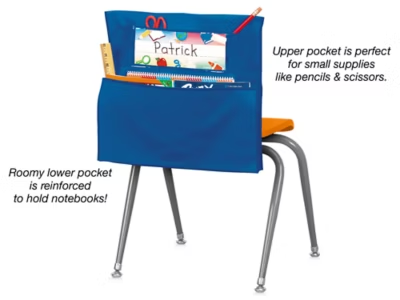 Patrick
Upper pocket is perfect
for small supplies
like pencils & scissors.
Roomy lower pocket
is reinforced
to hold notebooks!